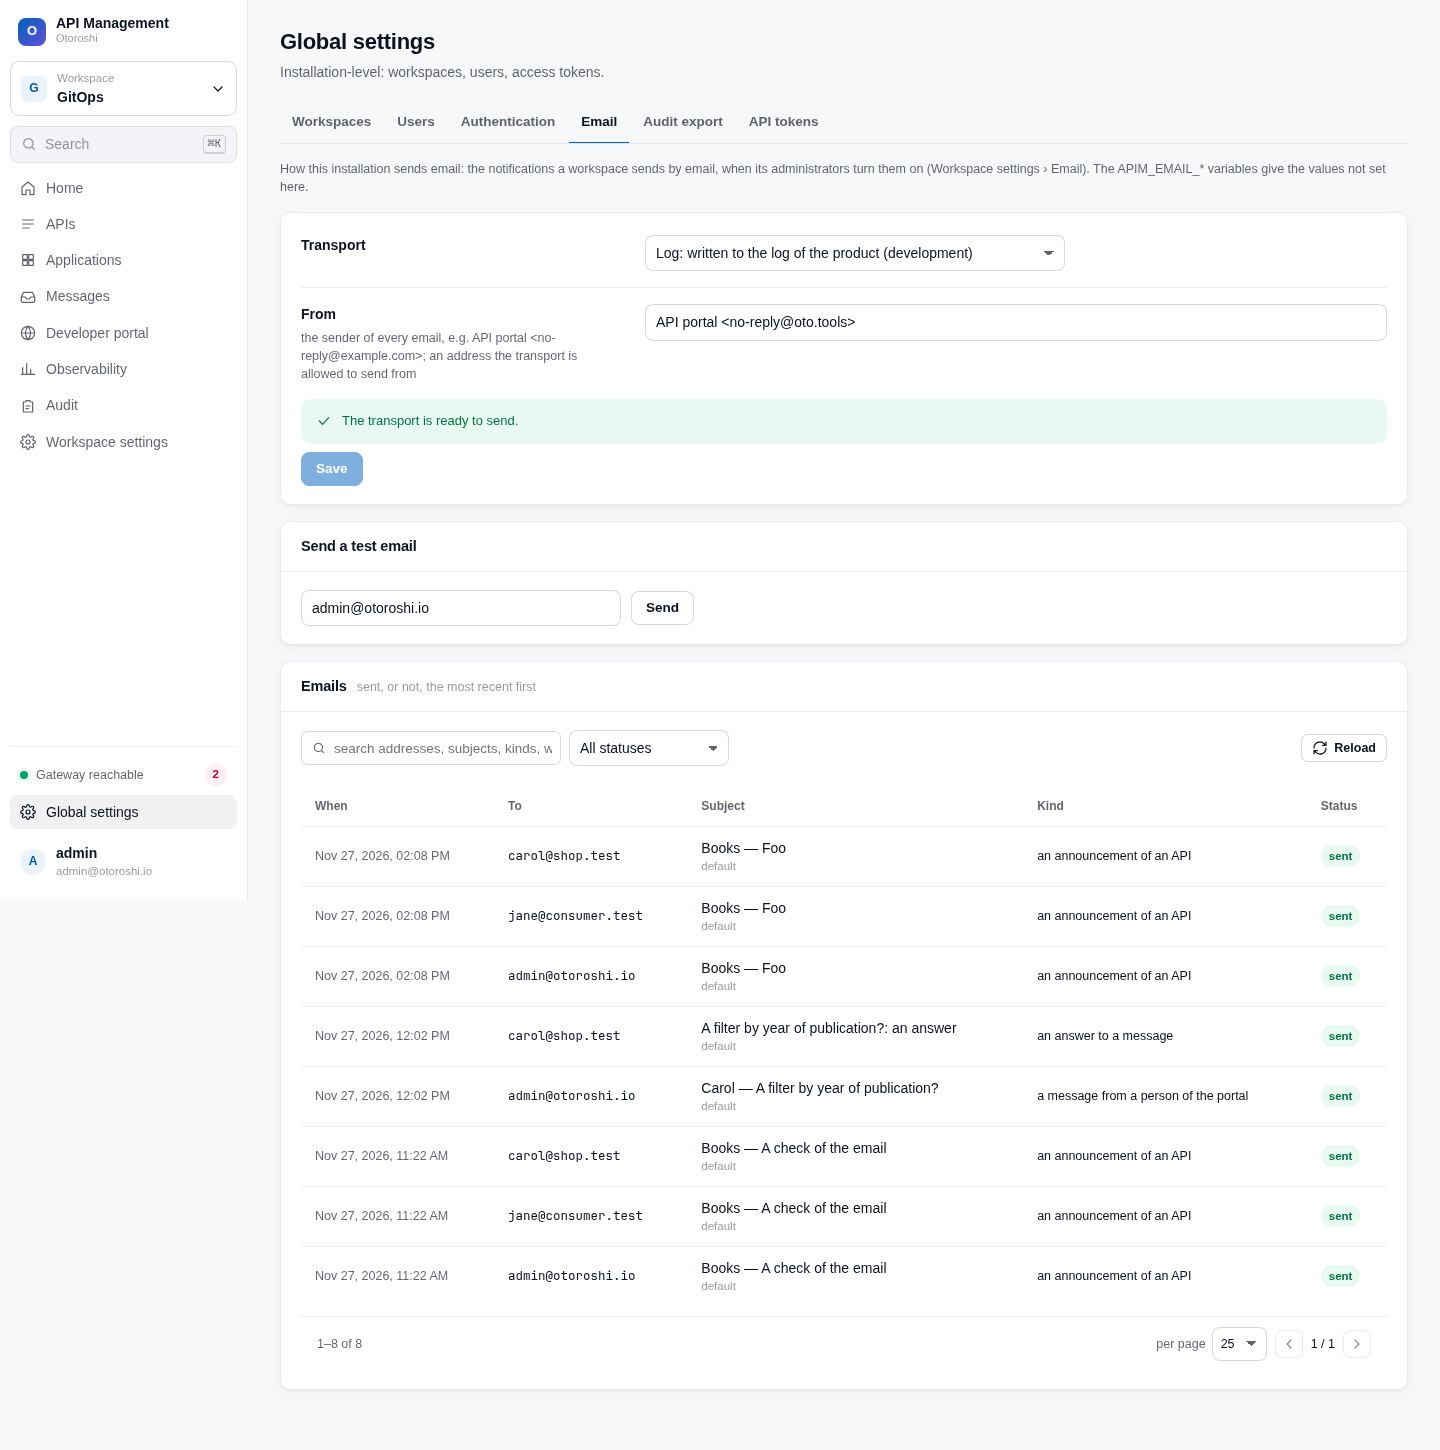 O
API Management
Otoroshi
G
Workspace
GitOps
Search
⌘K
Home
APIs
Applications
Messages
Developer portal
Observability
Audit
Workspace settings
Gateway reachable
2
Global settings
A
admin
admin@otoroshi.io
Global settings
Installation-level: workspaces, users, access tokens.
Workspaces Users Authentication Email Audit export API tokens
How this installation sends email: the notifications a workspace sends by email, when its administrators turn them on (Workspace settings › Email). The APIM_EMAIL_* variables give the values not set
here.
Transport
Log: written to the log of the product (development)
From
the sender of every email, e.g. API portal <no-
reply@example.com>; an address the transport is
allowed to send from
API portal <no-reply@oto.tools>
The transport is ready to send.
Save
Send a test email
admin@otoroshi.io
Send
Emails sent, or not, the most recent first
search addresses, subjects, kinds, w
All statuses
Reload
When To Subject Kind Status
Nov 27, 2026, 02:08 PM carol@shop.test Books — Foo an announcement of an API sent
default
Nov 27, 2026, 02:08 PM jane@consumer.test Books — Foo an announcement of an API sent
default
Nov 27, 2026, 02:08 PM admin@otoroshi.io Books — Foo an announcement of an API sent
default
Nov 27, 2026, 12:02 PM carol@shop.test A filter by year of publication?: an answer an answer to a message sent
default
Nov 27, 2026, 12:02 PM admin@otoroshi.io Carol — A filter by year of publication? a message from a person of the portal sent
default
Nov 27, 2026, 11:22 AM carol@shop.test Books — A check of the email an announcement of an API sent
default
Nov 27, 2026, 11:22 AM jane@consumer.test Books — A check of the email an announcement of an API sent
default
Nov 27, 2026, 11:22 AM admin@otoroshi.io Books — A check of the email an announcement of an API sent
default
1–8 of 8
per page 25 1 / 1